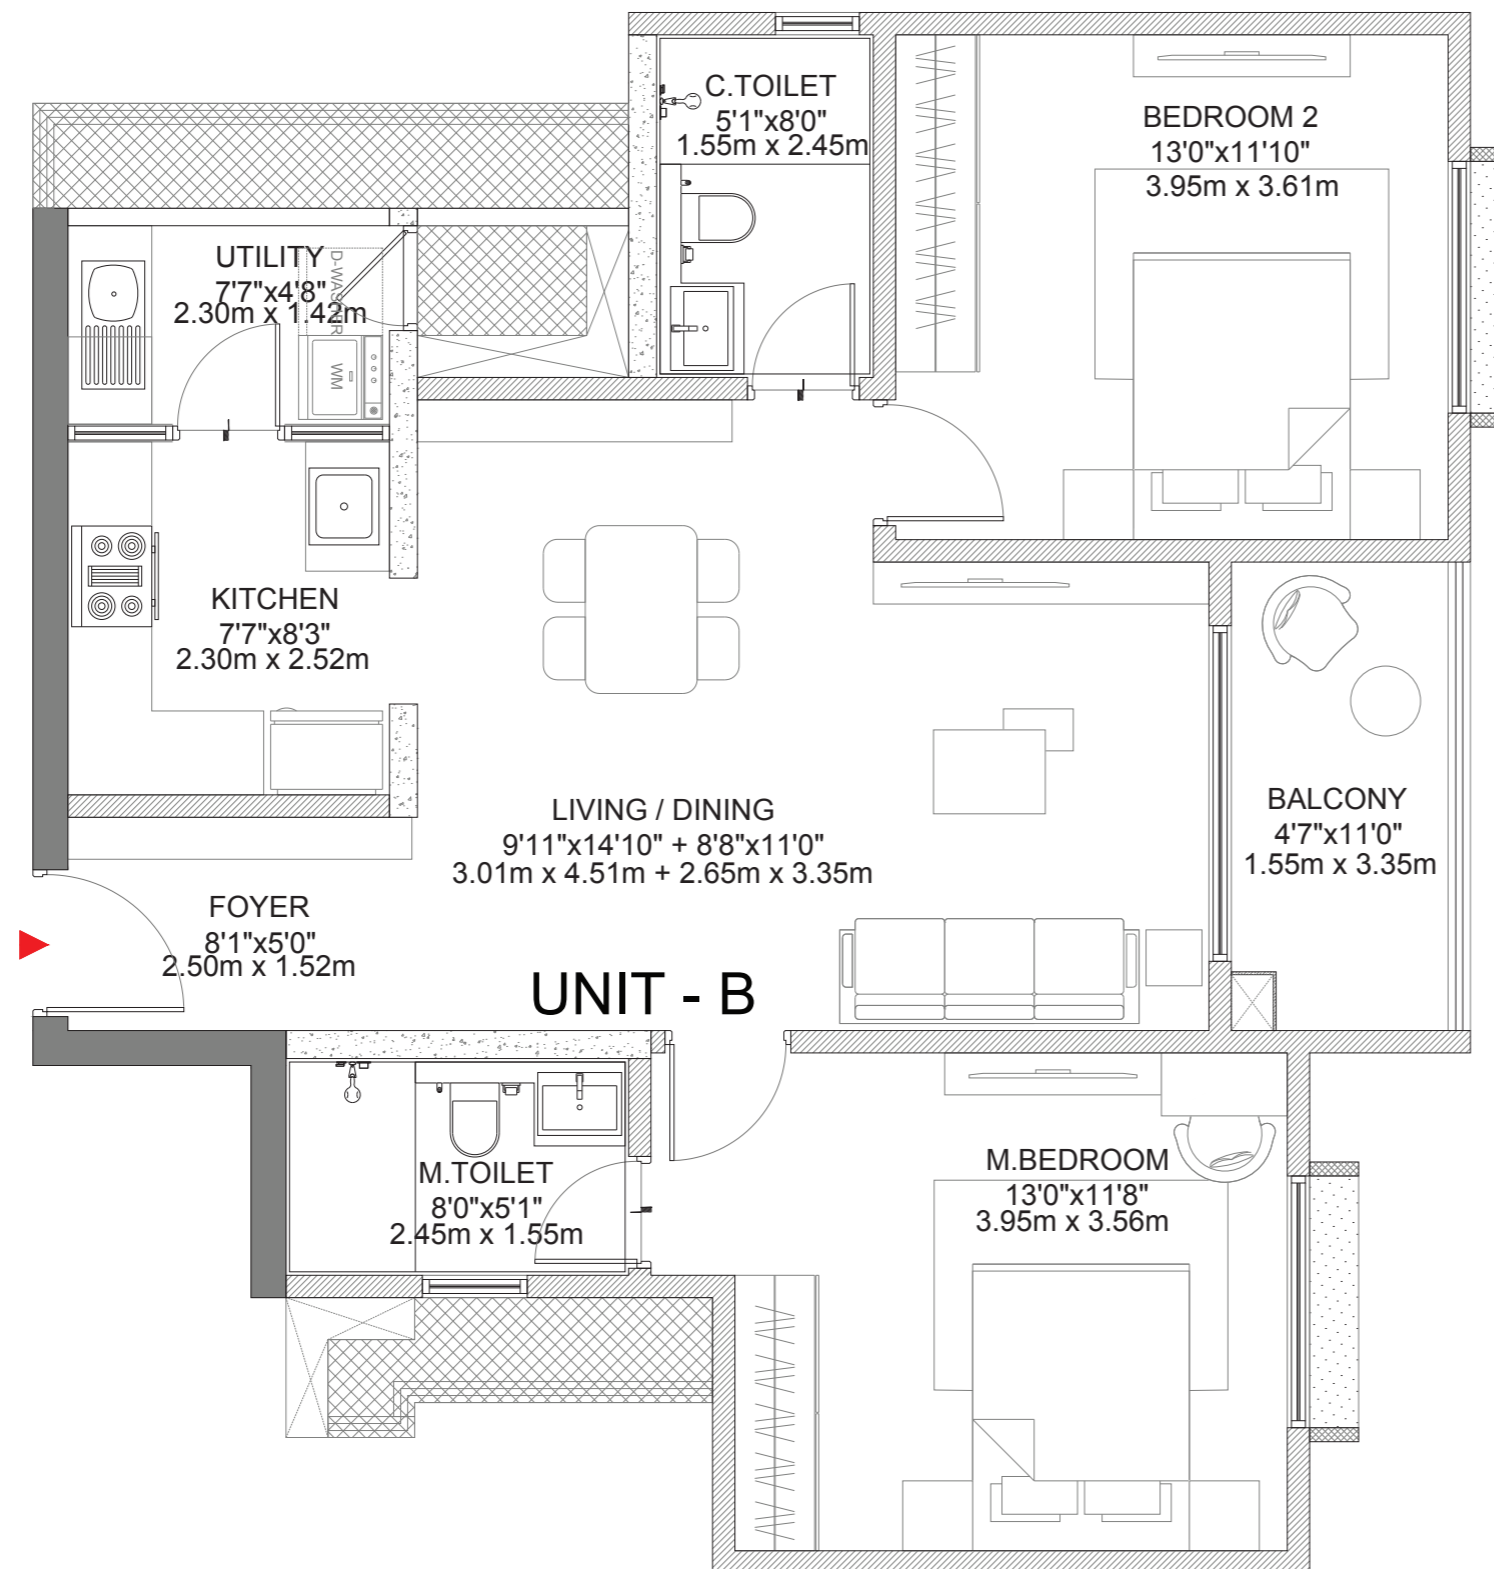 C.TOILET
5'1"x8'0"
1.55m x 2.45m
BEDROOM 2
13'0"x11'10"
3.95m x 3.61m
UTILITY
7'7"x4'8"
2.30m x 1.42m
D-WASHR
WM
KITCHEN
7'7"x8'3"
2.30m x 2.52m
LIVING / DINING
9'11"x14'10" + 8'8"x11'0"
3.01m x 4.51m + 2.65m x 3.35m
BALCONY
4'7"x11'0"
1.55m x 3.35m
FOYER
8'1"x5'0"
2.50m x 1.52m
UNIT - B
M.TOILET
8'0"x5'1"
2.45m x 1.55m
M.BEDROOM
13'0"x11'8"
3.95m x 3.56m